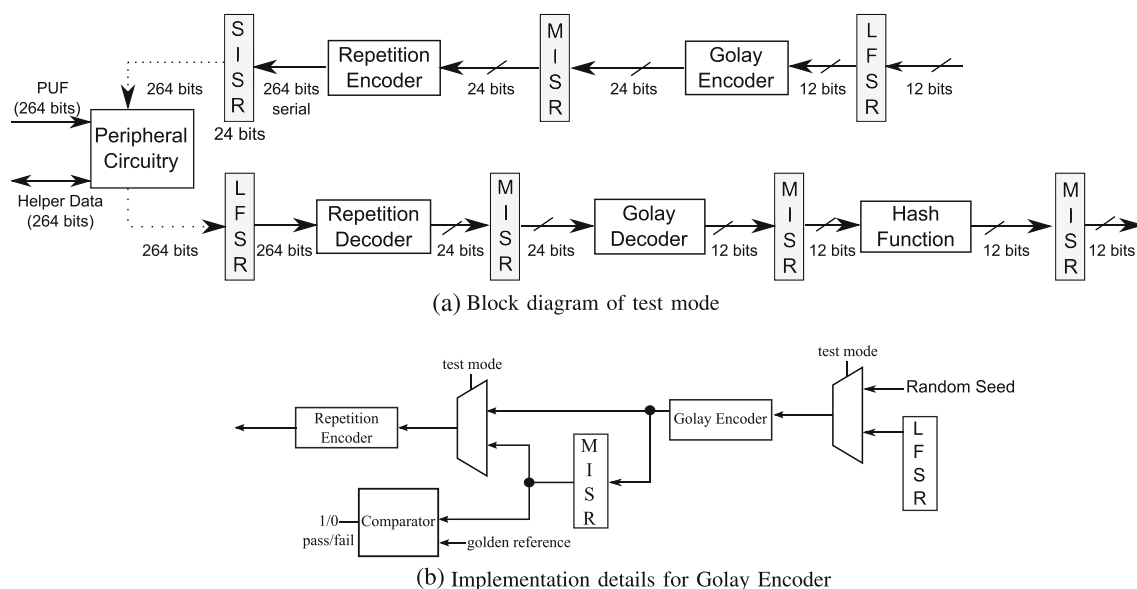 S
I
S
R
Repetition
Encoder
M
I
S
R
Golay
Encoder
L
F
S
R
PUF
(264 bits)
264 bits
264 bits
serial
24 bits
24 bits
12 bits
12 bits
24 bits
Peripheral
Circuitry
Helper Data
(264 bits)
264 bits
L
F
S
R
264 bits
Repetition
Decoder
24 bits
M
I
S
R
24 bits
Golay
Decoder
12 bits
M
I
S
R
12 bits
Hash
Function
12 bits
M
I
S
R
12 bits
(a) Block diagram of test mode
test mode
test mode
Random Seed
Repetition
Encoder
Golay Encoder
L
F
S
R
M
I
S
R
1/0
pass/fail
Comparator
golden reference
(b) Implementation details for Golay Encoder